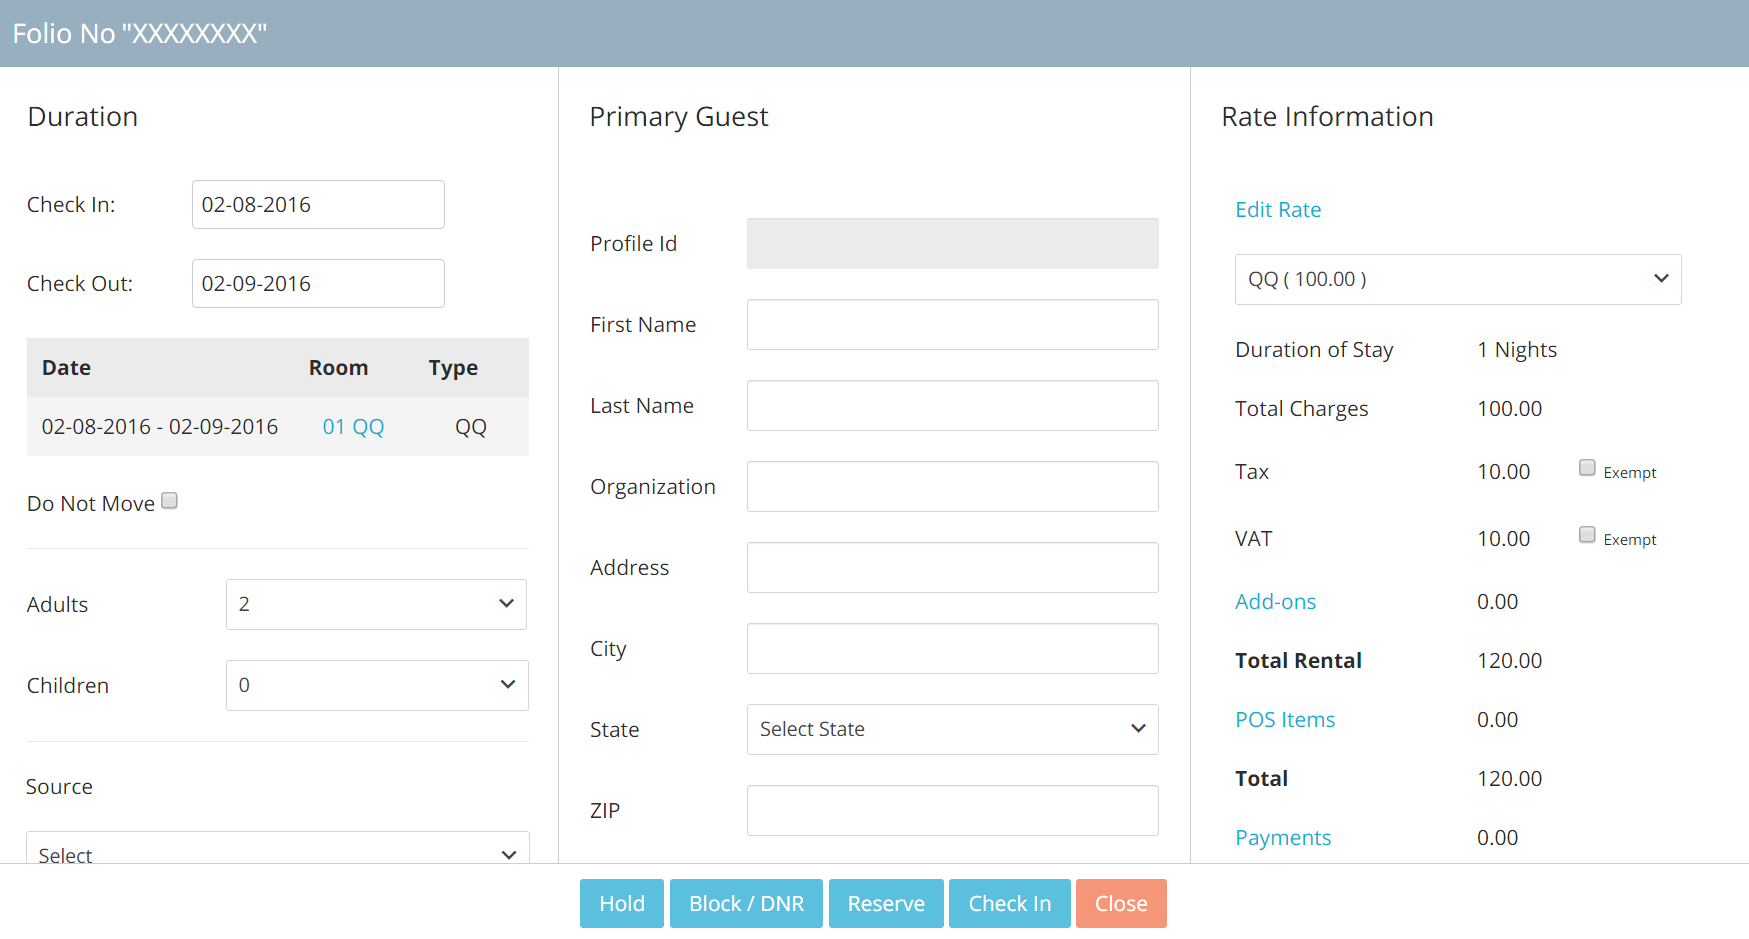 Folio No "XXXXXXXX"
Duration
Check In:
02-08-2016
Check Out:
02-09-2016
Date Room Type
02-08-2016 - 02-09-2016 01 QQ QQ
Do Not Move
Adults
2
Children
0
Source
Select
Primary Guest
Profile Id
First Name
Last Name
Organization
Address
City
State
Select State
ZIP
Rate Information
Edit Rate
QQ ( 100.00 )
Duration of Stay 1 Nights
Total Charges 100.00
Tax 10.00 Exempt
VAT 10.00 Exempt
Add-ons 0.00
Total Rental 120.00
POS Items 0.00
Total 120.00
Payments 0.00
Hold Block / DNR Reserve Check In Close